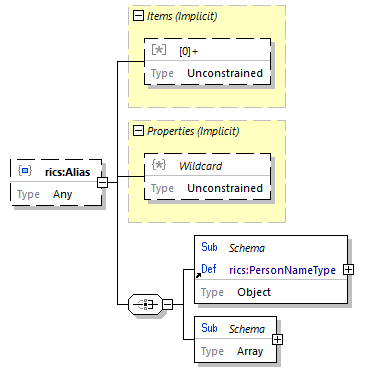 Items (Implicit)
[*] [0]+
Type Unconstrained
Properties (Implicit)
{*} Wildcard
Type Unconstrained
rics:Alias
Type Any
Sub Schema
Def rics:PersonNameType
Type Object
Sub Schema
Type Array